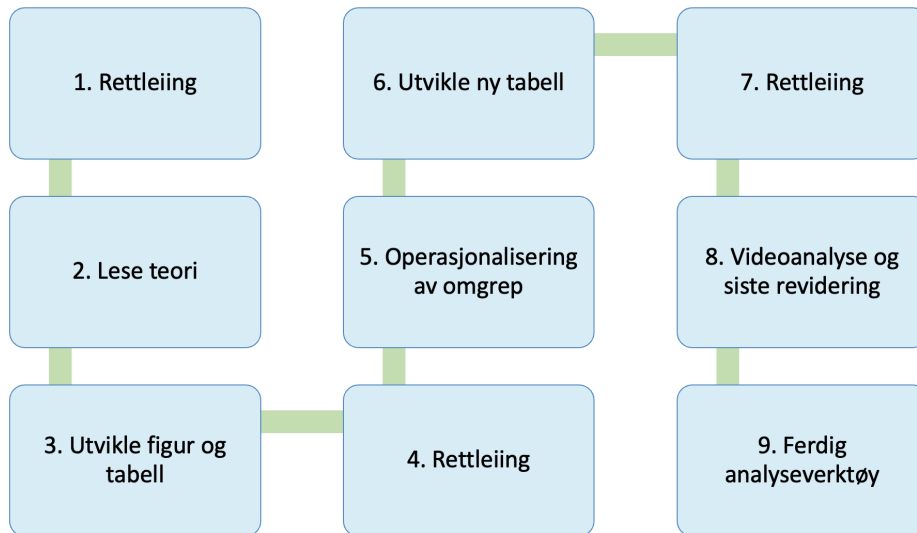 1. Rettleiing
2. Lese teori
3. Utvikle figur og
tabell
4. Rettleiing
5. Operasjonalisering
av omgrep
6. Utvikle ny tabell
7. Rettleiing
8. Videoanalyse og
siste revidering
9. Ferdig
analyseverktøy